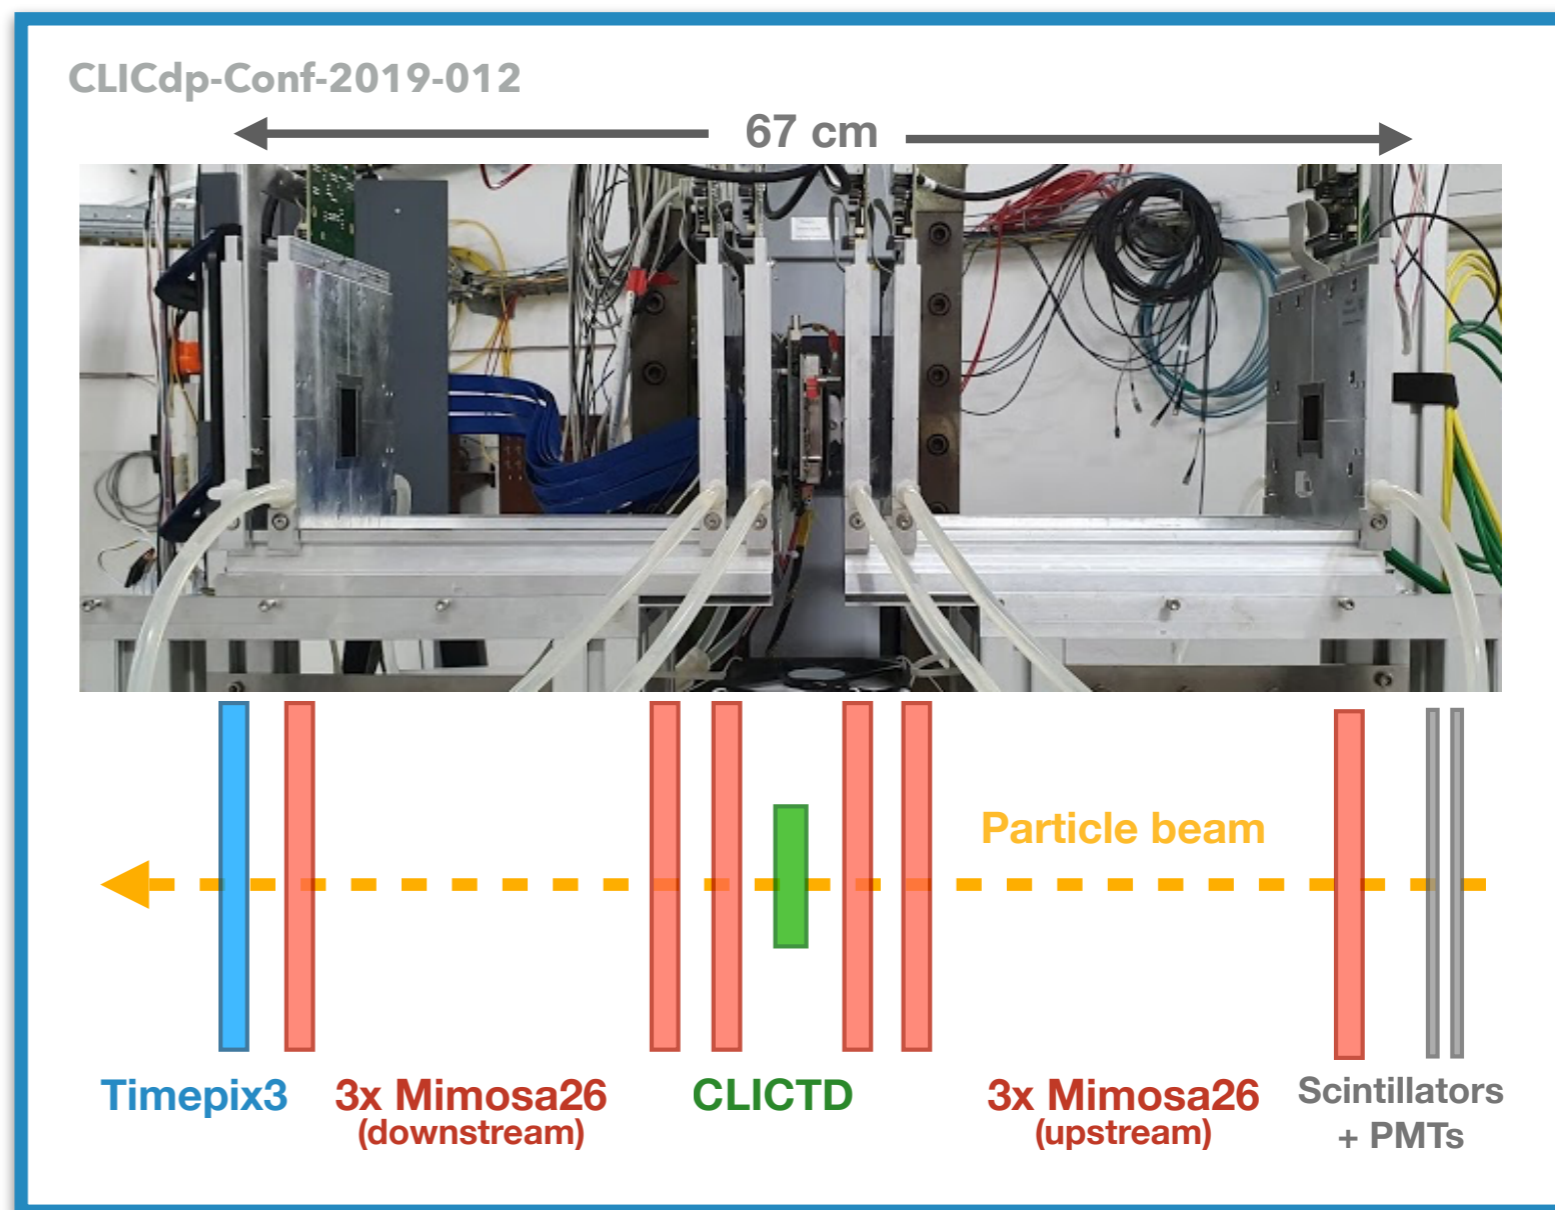 CLICdp-Conf-2019-012
67 cm
Particle beam
Timepix3
3x Mimosa26
(downstream)
CLICTD
3x Mimosa26
(upstream)
Scintillators
+ PMTs